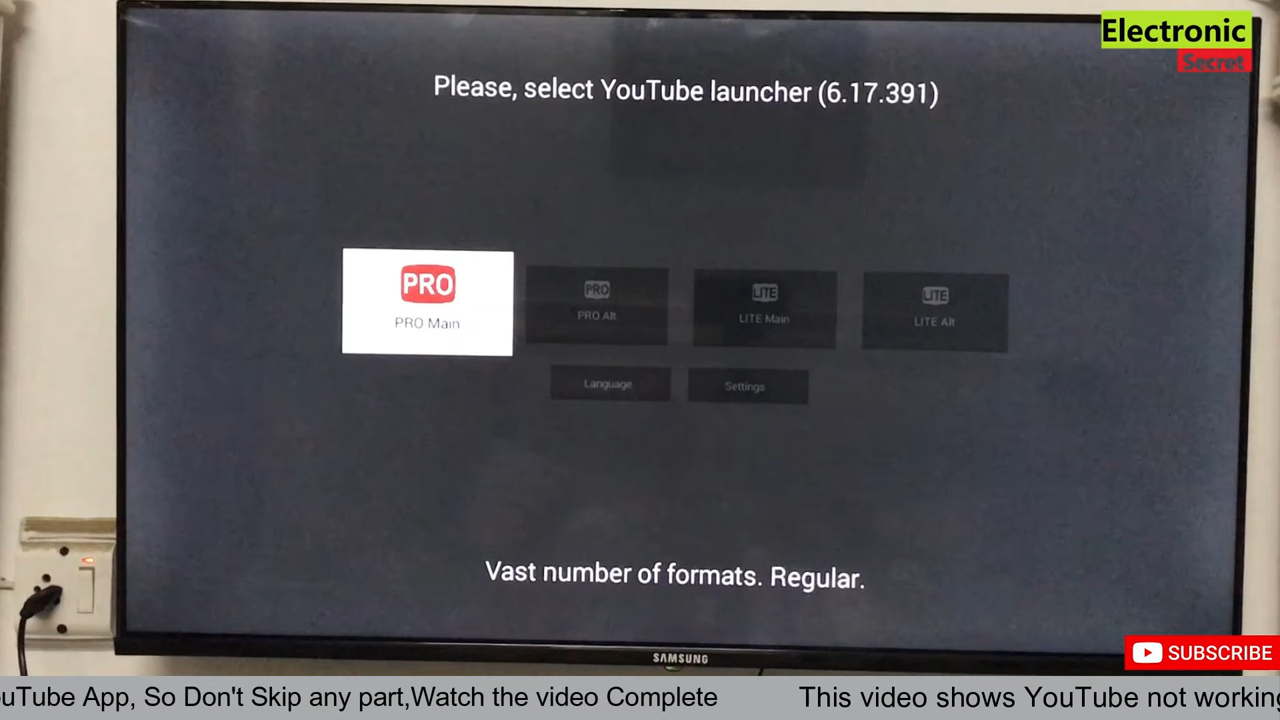 Electronic
Secret
Please, select YouTube launcher (6.17.391)
PRO
PRO Main
PRO
PRO Alt
LITE
LITE Main
LITE
LITE Alt
Language
Settings
Vast number of formats. Regular.
SAMSUNG
SUBSCRIBE
ouTube App, So Don't Skip any part,Watch the video Complete
This video shows YouTube not working